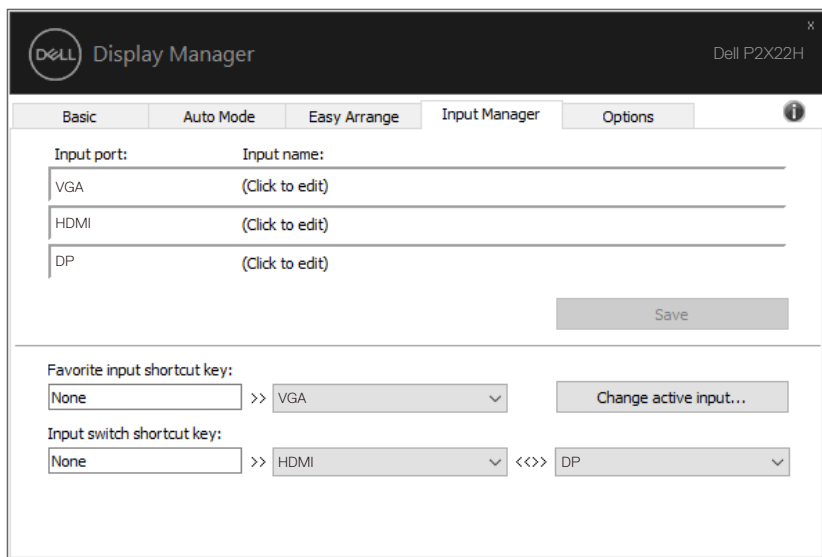 x
DELL Display Manager Dell P2X22H
Basic Auto Mode Easy Arrange Input Manager Options i
Input port: Input name:
VGA (Click to edit)
HDMI (Click to edit)
DP (Click to edit)
Save
Favorite input shortcut key:
None >> VGA Change active input...
Input switch shortcut key:
None >> HDMI <<>> DP